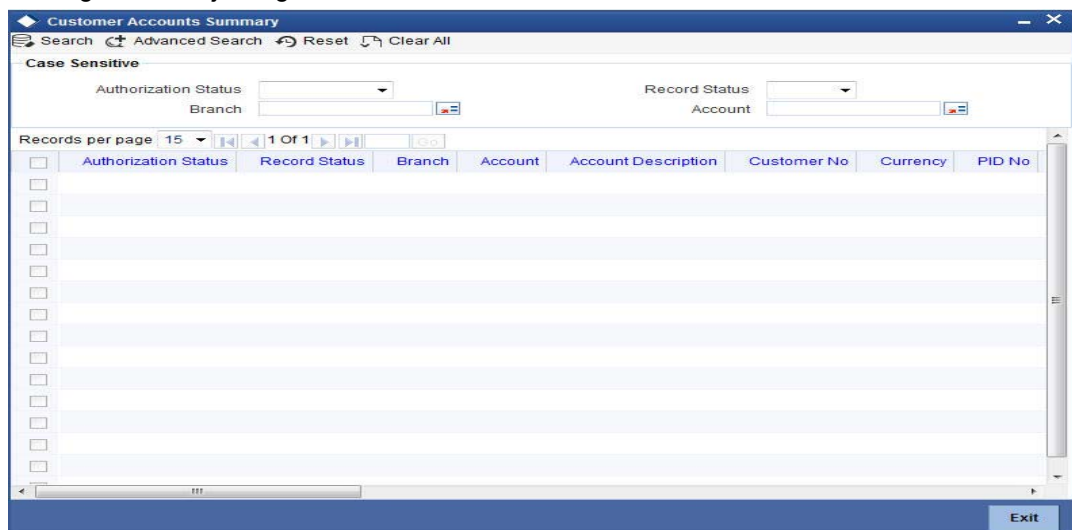 Customer Accounts Summary
Search Advanced Search Reset Clear All
Case Sensitive
Authorization Status Record Status
Branch Account
Records per page 15 1 Of 1 Go
Authorization Status Record Status Branch Account Account Description Customer No Currency PID No
Exit